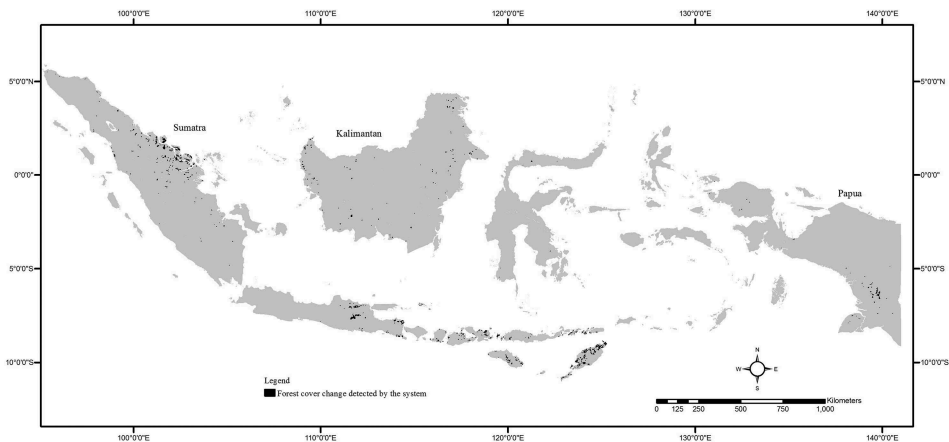 100°0'0"E 110°0'0"E 120°0'0"E 130°0'0"E 140°0'0"E
5°0'0"N 5°0'0"N
Sumatra Kalimantan
0°0'0" 0°0'0"
Papua
5°0'0"S 5°0'0"S
10°0'0"S 10°0'0"S
N
W E
S
Legend
Forest cover change detected by the system
Kilometers
0 125 250 500 750 1,000
100°0'0"E 110°0'0"E 120°0'0"E 130°0'0"E 140°0'0"E